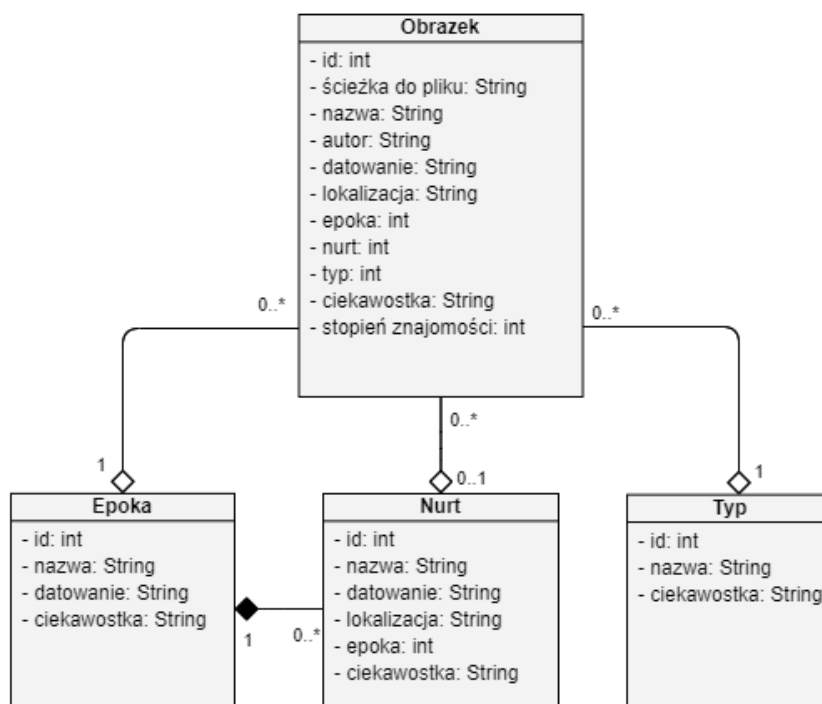 Obrazek
- id: int
- ścieżka do pliku: String
- nazwa: String
- autor: String
- datowanie: String
- lokalizacja: String
- epoka: int
- nurt: int
- typ: int
- ciekawostka: String
- stopień znajomości: int
0..*
0..*
0..*
1
0..1
1
Epoka
- id: int
- nazwa: String
- datowanie: String
- ciekawostka: String
1
0..*
Nurt
- id: int
- nazwa: String
- datowanie: String
- lokalizacja: String
- epoka: int
- ciekawostka: String
Typ
- id: int
- nazwa: String
- ciekawostka: String